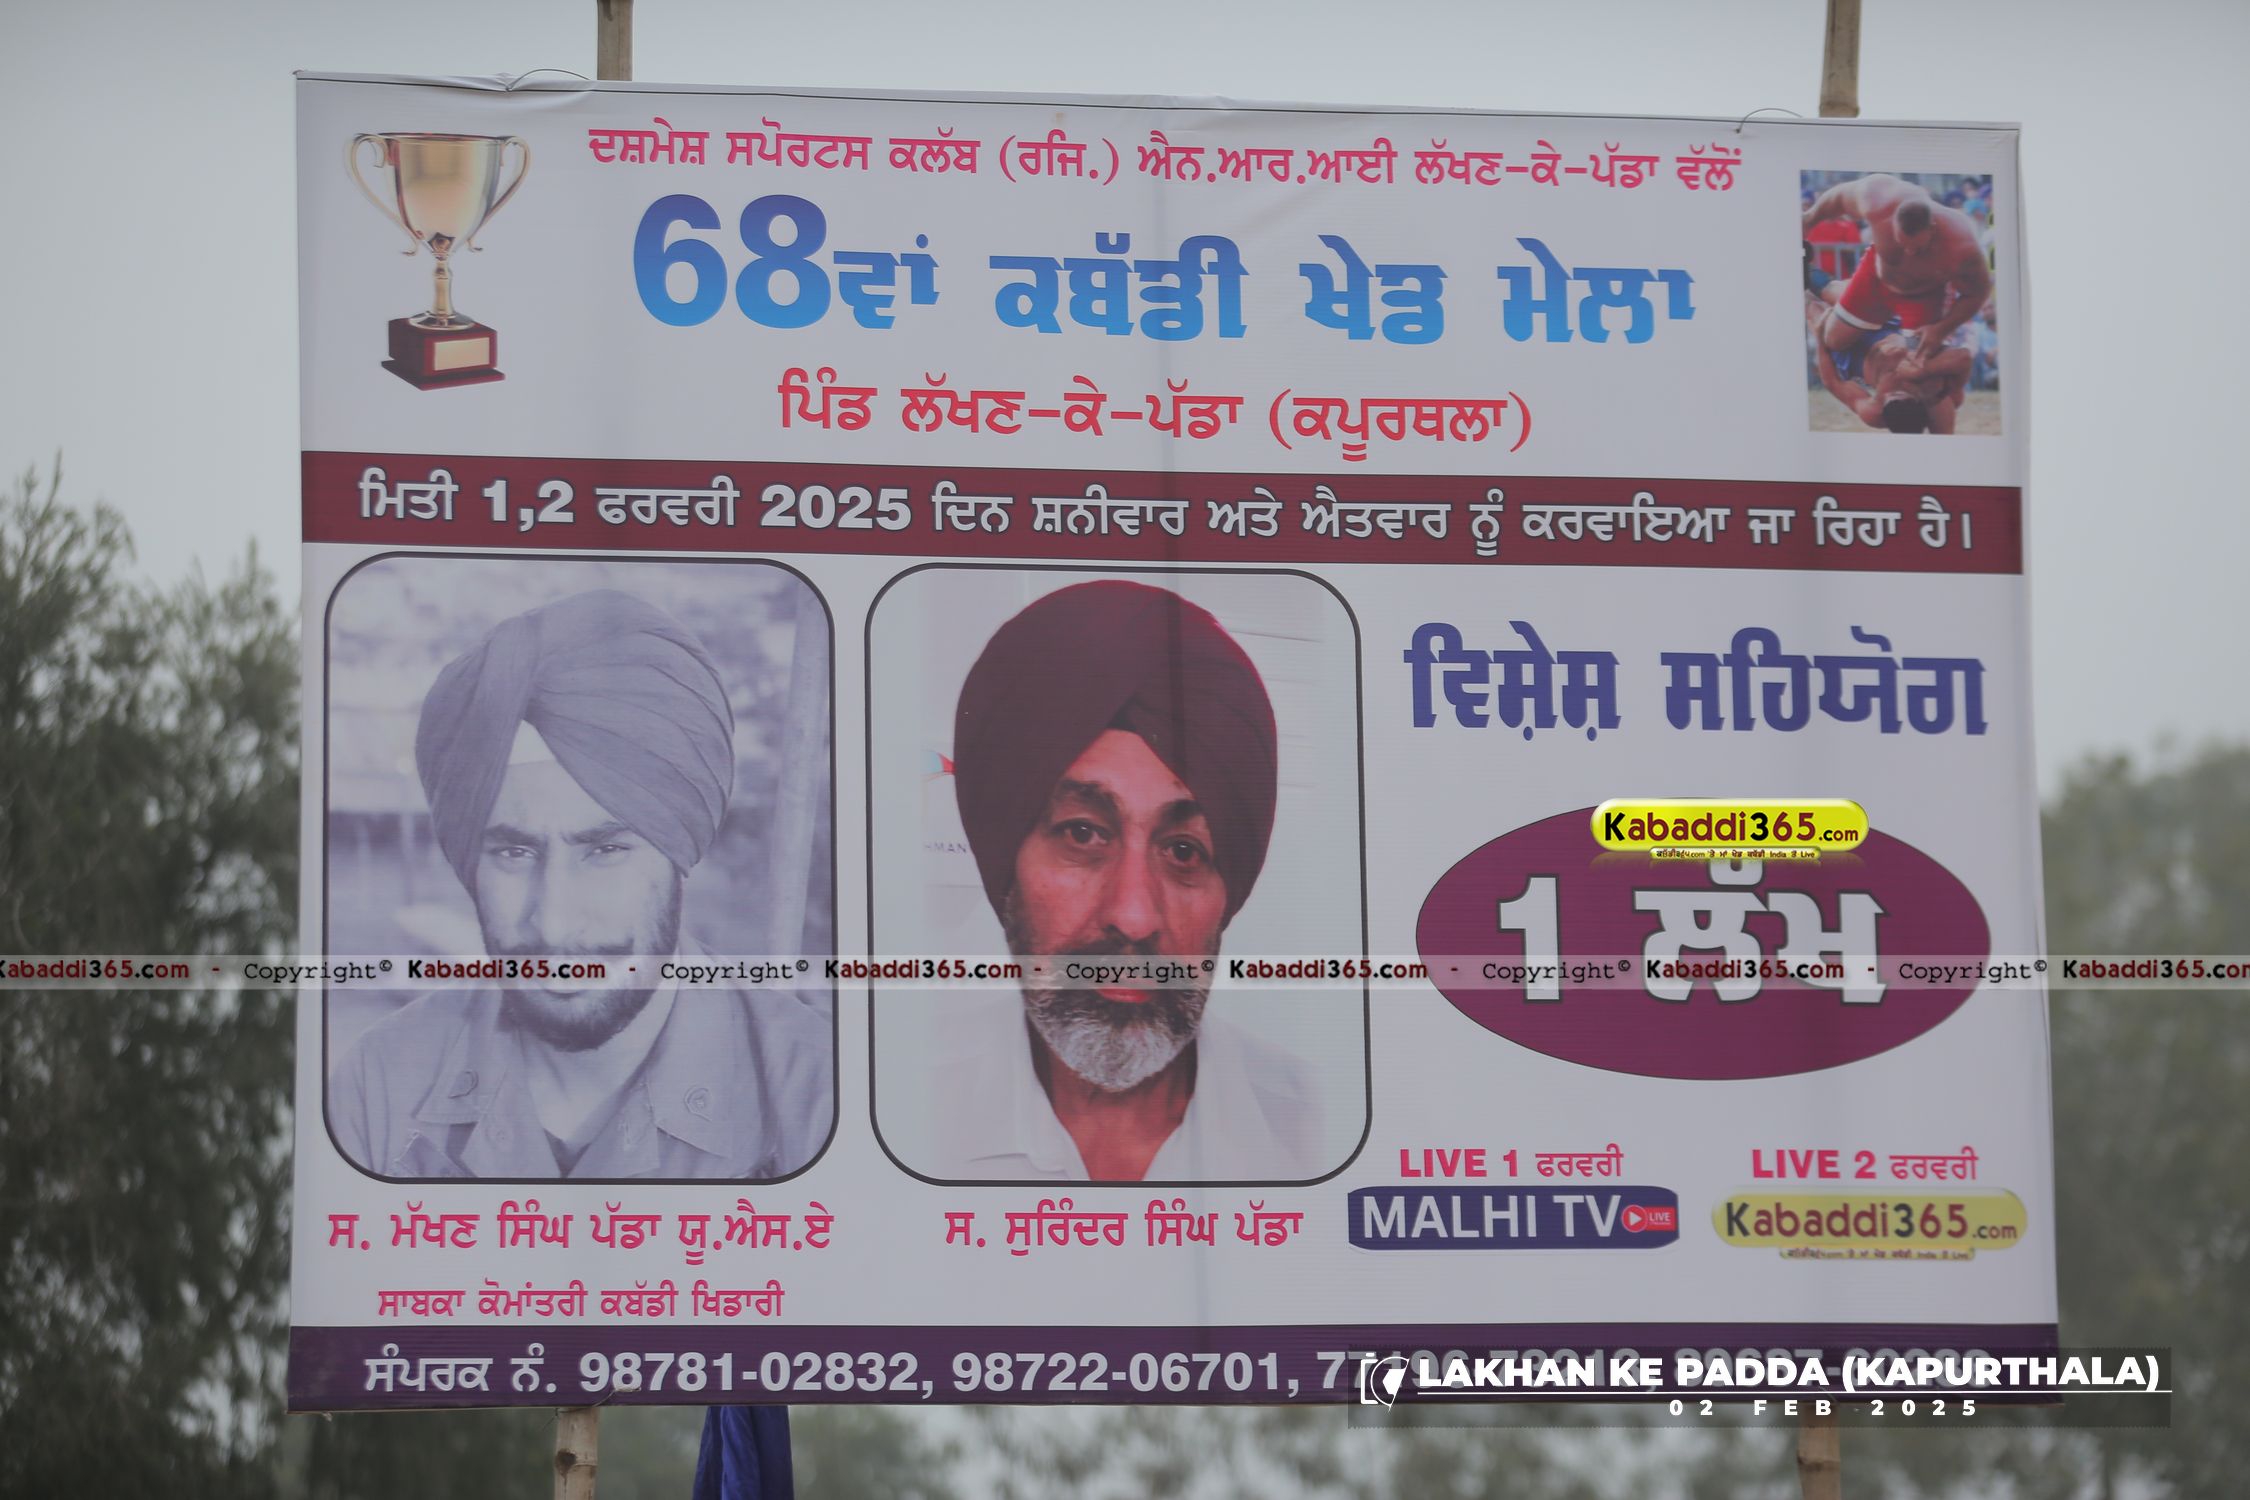 ਦਸ਼ਮੇਸ਼ ਸਪੋਰਟਸ ਕਲੱਬ (ਰਜਿ.) ਐਨ.ਆਰ.ਆਈ ਲੱਖਣ-ਕੇ-ਪੱਡਾ ਵੱਲੋਂ
68ਵਾਂ ਕਬੱਡੀ ਖੇਡ ਮੇਲਾ
ਪਿੰਡ ਲੱਖਣ-ਕੇ-ਪੱਡਾ (ਕਪੂਰਥਲਾ)
ਮਿਤੀ 1,2 ਫਰਵਰੀ 2025 ਦਿਨ ਸ਼ਨੀਵਾਰ ਅਤੇ ਐਤਵਾਰ ਨੂੰ ਕਰਵਾਇਆ ਜਾ ਰਿਹਾ ਹੈ।
ਵਿਸ਼ੇਸ਼ ਸਹਿਯੋਗ
Kabaddi365.com
1 ਲੱਖ
Kabaddi365.com - Copyright© Kabaddi365.com - Copyright© Kabaddi365.com - Copyright© Kabaddi365.com - Copyright© Kabaddi365.com - Copyright© Kabaddi365.com
LIVE 1 ਫਰਵਰੀ
MALHI TV LIVE
LIVE 2 ਫਰਵਰੀ
Kabaddi365.com
ਸ. ਮੱਖਣ ਸਿੰਘ ਪੱਡਾ ਯੂ.ਐਸ.ਏ
ਸਾਬਕਾ ਕੋਮਾਂਤਰੀ ਕਬੱਡੀ ਖਿਡਾਰੀ
ਸ. ਸੁਰਿੰਦਰ ਸਿੰਘ ਪੱਡਾ
ਸੰਪਰਕ ਨੰ. 98781-02832, 98722-06701,
LAKHAN KE PADDA (KAPURTHALA)
02 FEB 2025